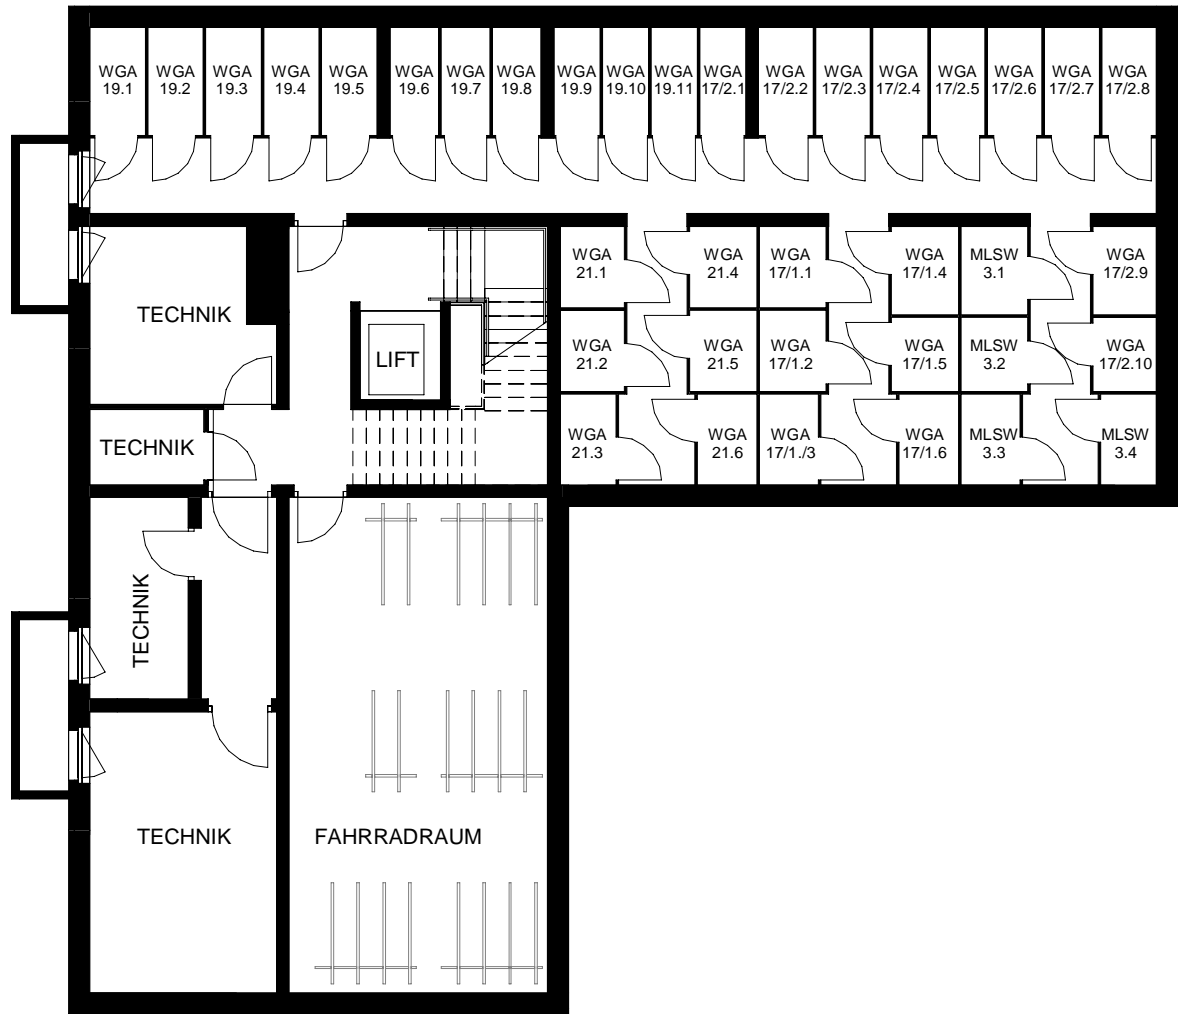 WGA
19.1
WGA
19.2
WGA
19.3
WGA
19.4
WGA
19.5
WGA
19.6
WGA
19.7
WGA
19.8
WGA
19.9
WGA
19.10
WGA
19.11
WGA
17/2.1
WGA
17/2.2
WGA
17/2.3
WGA
17/2.4
WGA
17/2.5
WGA
17/2.6
WGA
17/2.7
WGA
17/2.8
WGA
21.1
WGA
21.4
WGA
17/1.1
WGA
17/1.4
MLSW
3.1
WGA
17/2.9
TECHNIK
LIFT
WGA
21.2
WGA
21.5
WGA
17/1.2
WGA
17/1.5
MLSW
3.2
WGA
17/2.10
TECHNIK
WGA
21.3
WGA
21.6
WGA
17/1./3
WGA
17/1.6
MLSW
3.3
MLSW
3.4
TECHNIK
TECHNIK
FAHRRADRAUM